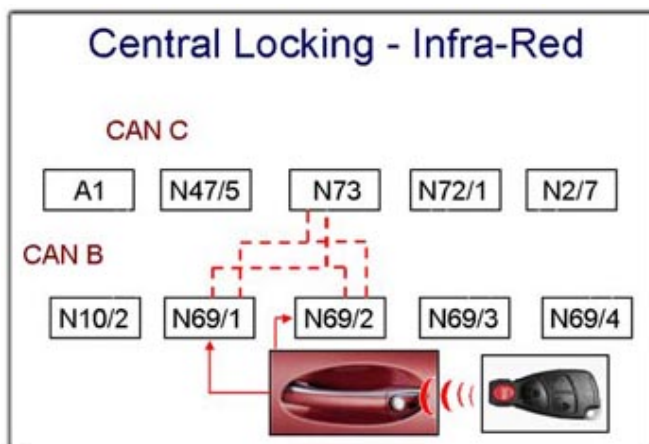 Central Locking - Infra-Red
CAN C
A1 N47/5 N73 N72/1 N2/7
CAN B
N10/2 N69/1 N69/2 N69/3 N69/4